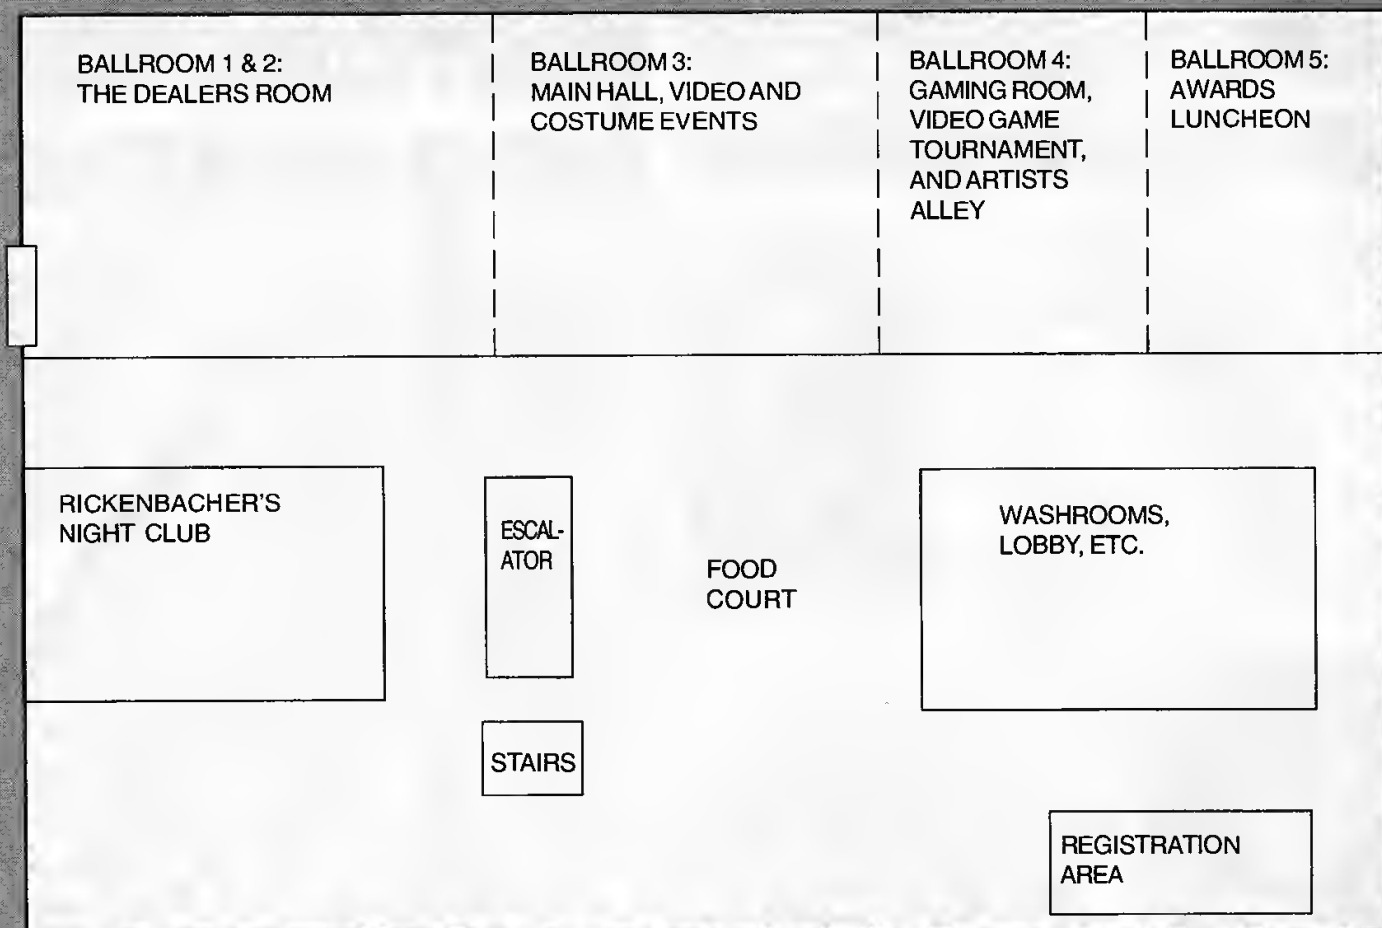 BALLROOM 1 & 2:
THE DEALERS ROOM
BALLROOM 3:
MAIN HALL, VIDEO AND
COSTUME EVENTS
BALLROOM 4:
GAMING ROOM,
VIDEO GAME
TOURNAMENT,
AND ARTISTS
ALLEY
BALLROOM 5:
AWARDS
LUNCHEON
RICKENBACHER'S
NIGHT CLUB
ESCAL-
ATOR
FOOD
COURT
WASHROOMS,
LOBBY, ETC.
STAIRS
REGISTRATION
AREA